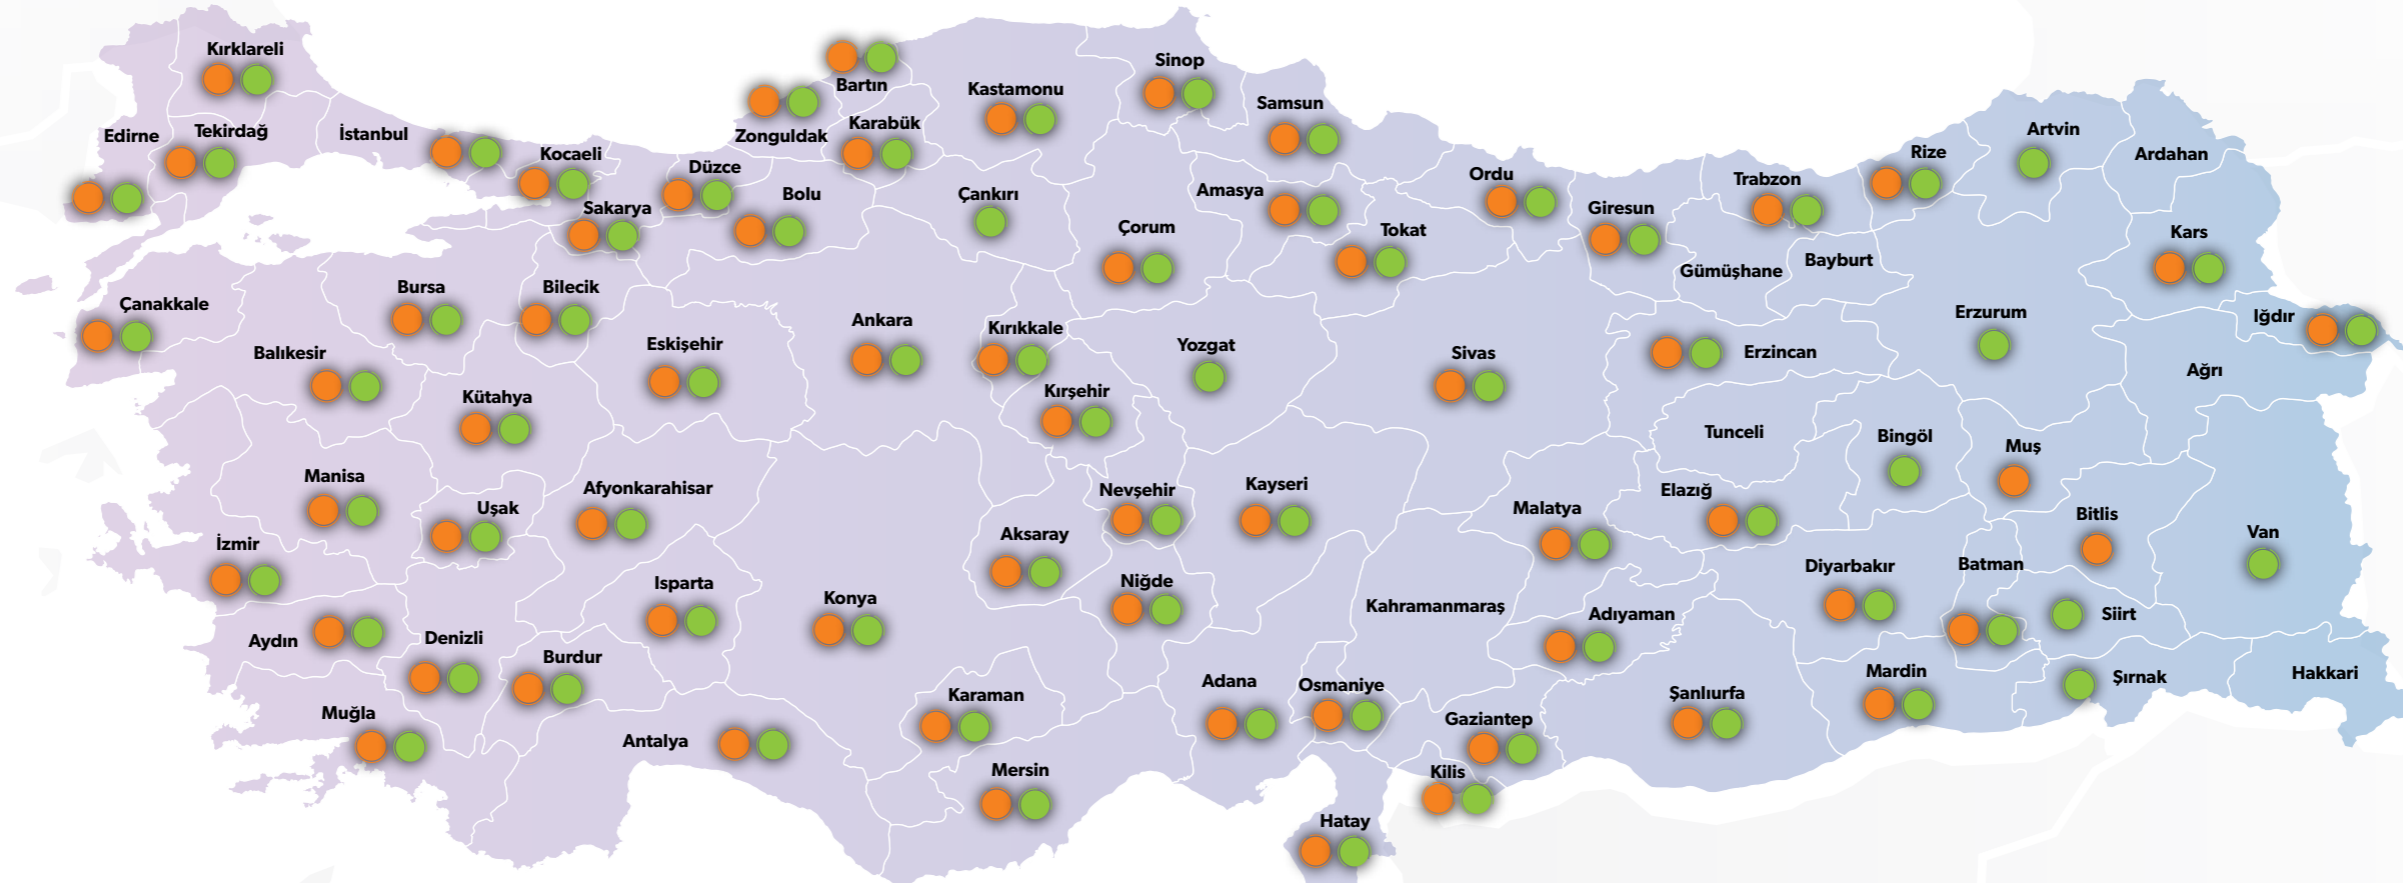 Kırklareli
Sinop
Bartın
Kastamonu
Samsun
Edirne
Tekirdağ
İstanbul
Zonguldak
Karabük
Artvin
Kocaeli
Rize
Ardahan
Düzce
Ordu
Trabzon
Bolu
Çankırı
Amasya
Sakarya
Giresun
Çorum
Tokat
Kars
Bayburt
Gümüşhane
Bursa
Bilecik
Çanakkale
Erzurum
Iğdır
Ankara
Kırıkkale
Eskişehir
Yozgat
Balıkesir
Sivas
Erzincan
Ağrı
Kırşehir
Kütahya
Tunceli
Bingöl
Muş
Manisa
Afyonkarahisar
Nevşehir
Kayseri
Elazığ
Uşak
Malatya
Bitlis
Aksaray
Van
İzmir
Diyarbakır
Batman
Isparta
Niğde
Konya
Kahramanmaraş
Adıyaman
Siirt
Aydın
Denizli
Burdur
Mardin
Hakkari
Şırnak
Adana
Osmaniye
Karaman
Şanlıurfa
Muğla
Gaziantep
Antalya
Mersin
Kilis
Hatay